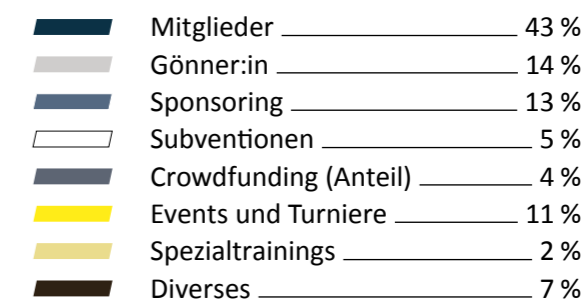 Mitglieder 43 %
Gönner:in 14 %
Sponsoring 13 %
Subventionen 5 %
Crowdfunding (Anteil) 4 %
Events und Turniere 11 %
Spezialtrainings 2 %
Diverses 7 %